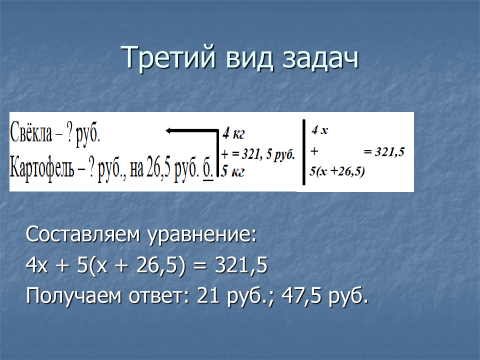 Третий вид задач
Свёкла – ? руб.
Картофель – ? руб., на 26,5 руб. б.
4 кг
+ = 321, 5 руб.
5 кг
4 x
+ = 321,5
5(x +26,5)
Составляем уравнение:
4x + 5(x + 26,5) = 321,5
Получаем ответ: 21 руб.; 47,5 руб.